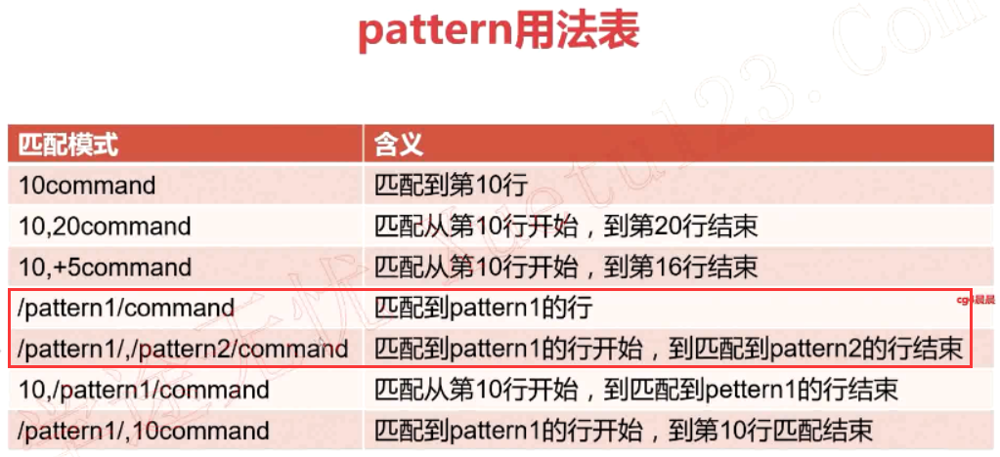 pattern用法表
匹配模式 含义
10command 匹配到第10行
10,20command 匹配从第10行开始，到第20行结束
10,+5command 匹配从第10行开始，到第16行结束
/pattern1/command 匹配到pattern1的行
cg错晨晨
/pattern1/,/pattern2/command 匹配到pattern1的行开始，到匹配到pattern2的行结束
10,/pattern1/command 匹配从第10行开始，到匹配到pettern1的行结束
/pattern1/,10command 匹配到pattern1的行开始，到第10行匹配结束
学途无忧 Xuetu123.Com